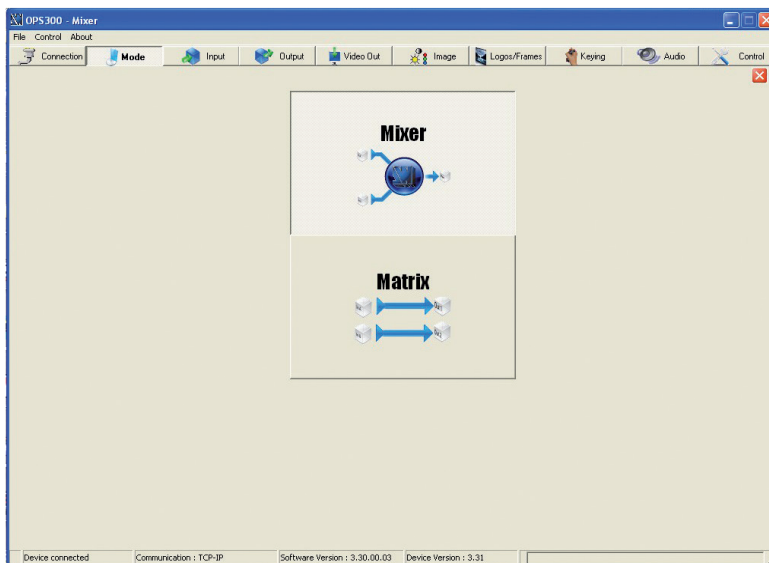 OPS300 - Mixer
File Control About
Connection Mode Input Output Video Out Image Logos/Frames Keying Audio Control
Mixer
Matrix
Device connected Communication : TCP-IP Software Version : 3.30.00.03 Device Version : 3.31